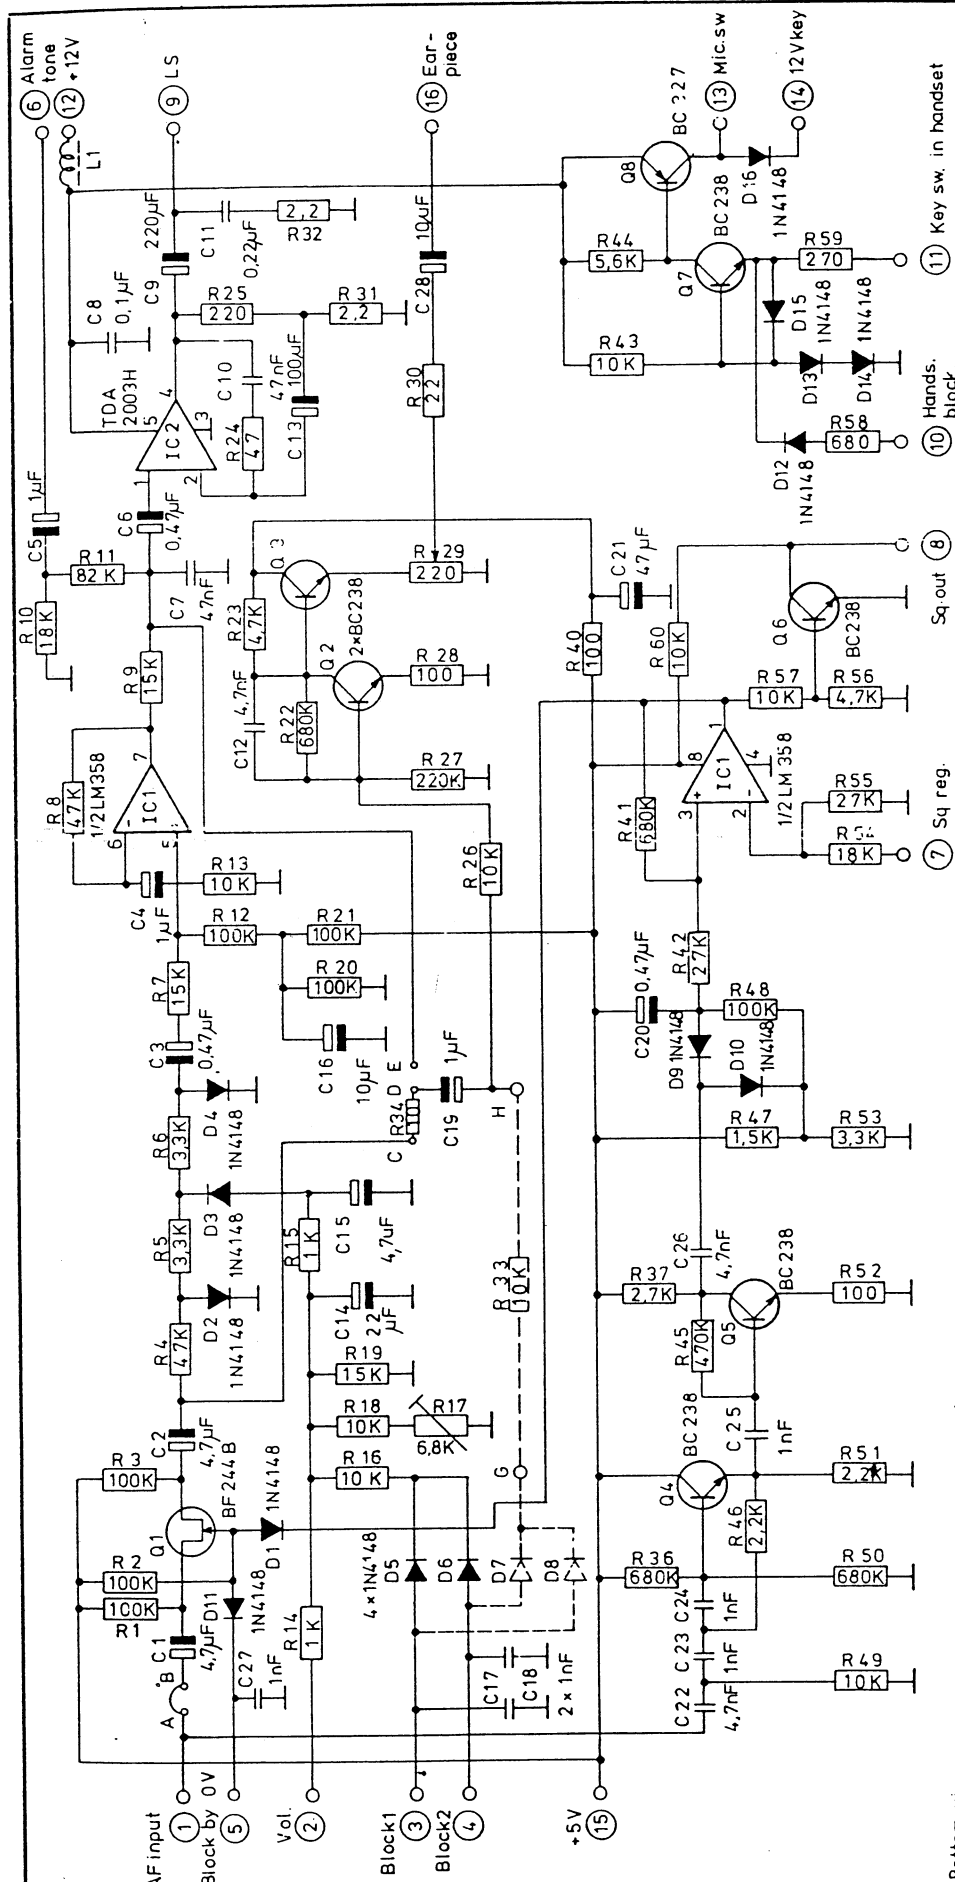 6 Alarm tone
12 +12V
L1
9 LS
16 Ear-piece
BC 327
13 Mic.sw
14 12V key
Q8
D16
1N4148
220µF
C9
C11
0,22µF
2,2
R32
C8
0,1µF
R25
220
R31
2,2
C28
10µF
R44
5,6K
BC238
Q7
R59
270
11 Key sw. in handset
TDA 2003H
5
4
IC2
3
1
2
C10
47nF
R24
47
C13
100µF
R30
22
R43
10K
D15
1N4148
D13
D14
1N4148
R58
680
D12
1N4148
10 Hands. block
C5
1µF
R11
82K
R10
18K
C6
0,47µF
C7
47nF
R23
4,7K
Q3
R29
220
C21
47µF
R40
100
R60
10K
Q6
BC238
Sq.out 8
R9
15K
C12
4,7nF
R22
680K
Q2
2×BC238
R28
100
R27
220K
R57
10K
R56
4,7K
R8
47K
7
IC1
1/2LM358
6
5
R26
10K
R41
680K
8
1
IC1
4
3
2
+
-
1/2LM358
R55
27K
18K
7 Sq reg.
C4
1µF
R13
10K
R12
100K
R21
100K
R20
100K
C16
10µF
R7
15K
C3
0,47µF
R42
27K
C20
0,47µF
R48
100K
D9 1N4148
D10
1N4148
R47
1,5K
R53
3,3K
R6
3,3K
D4
1N4148
C D E
R34
10
C19
1µF
H
R5
3,3K
D3
1N4148
R15
1K
C15
4,7uF
R33
10K
C26
4,7nF
R37
2,7K
R45
470K
Q5
BC238
R52
100
R4
47K
D2
1N4148
C14
22µF
R19
15K
R18
10K
R17
6,8K
R16
10K
G
BC238
Q4
C25
1nF
R51
2,2K
R46
2,2K
R3
100K
C2
4,7µF
Q1
BF244B
D1
1N4148
R2
100K
100K
R1
D11
1N4148
R14
1K
4×1N4148
D5
D6
D7
D8
R36
680K
R50
680K
C24
1nF
C23
1nF
C22
4,7nF
R49
10K
A
B
C1
4,7µF
C27
1nF
C17
C18
2×1nF
AF input 1
Block by 0V 5
Vol. 2
Block1 3
Block2 4
+5V 15